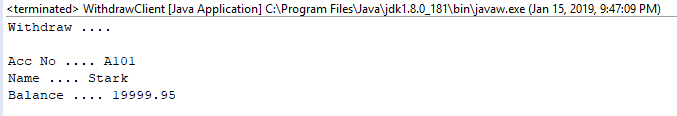 <terminated> WithdrawClient [Java Application] C:\Program Files\Java\jdk1.8.0_181\bin\javaw.exe (Jan 15, 2019, 9:47:09 PM)
Withdraw ....
Acc No .... A101
Name .... Stark
Balance .... 19999.95